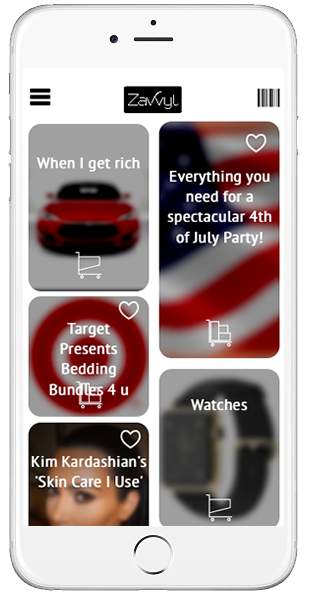 Zavvyl
When I get rich
Everything you
need for a
spectacular 4th
of July Party!
Target
Presents
Bedding
Bundles 4 u
Watches
Kim Kardashian's
'Skin Care I Use'